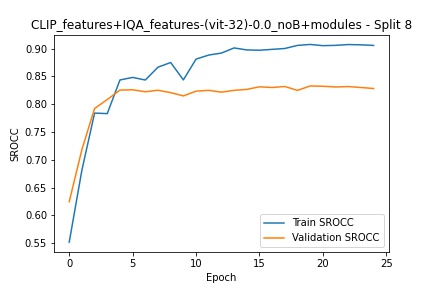 CLIP_features+IQA_features-(vit-32)-0.0_noB+modules - Split 8
0.90
0.85
0.80
0.75
0.70
0.65
0.60
0.55
SROCC
Train SROCC
Validation SROCC
0 5 10 15 20 25
Epoch